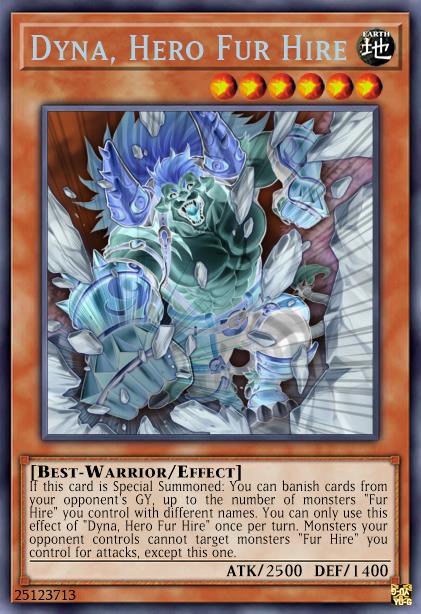 DYNA, HERO FUR HIRE
EARTH
地
[BEST-WARRIOR/EFFECT]
If this card is Special Summoned: You can banish cards from
your opponent's GY, up to the number of monsters "Fur
Hire" you control with different names. You can only use this
effect of "Dyna, Hero Fur Hire" once per turn. Monsters your
opponent controls cannot target monsters "Fur Hire" you
control for attacks, except this one.
ATK/2500 DEF/1400
25123713